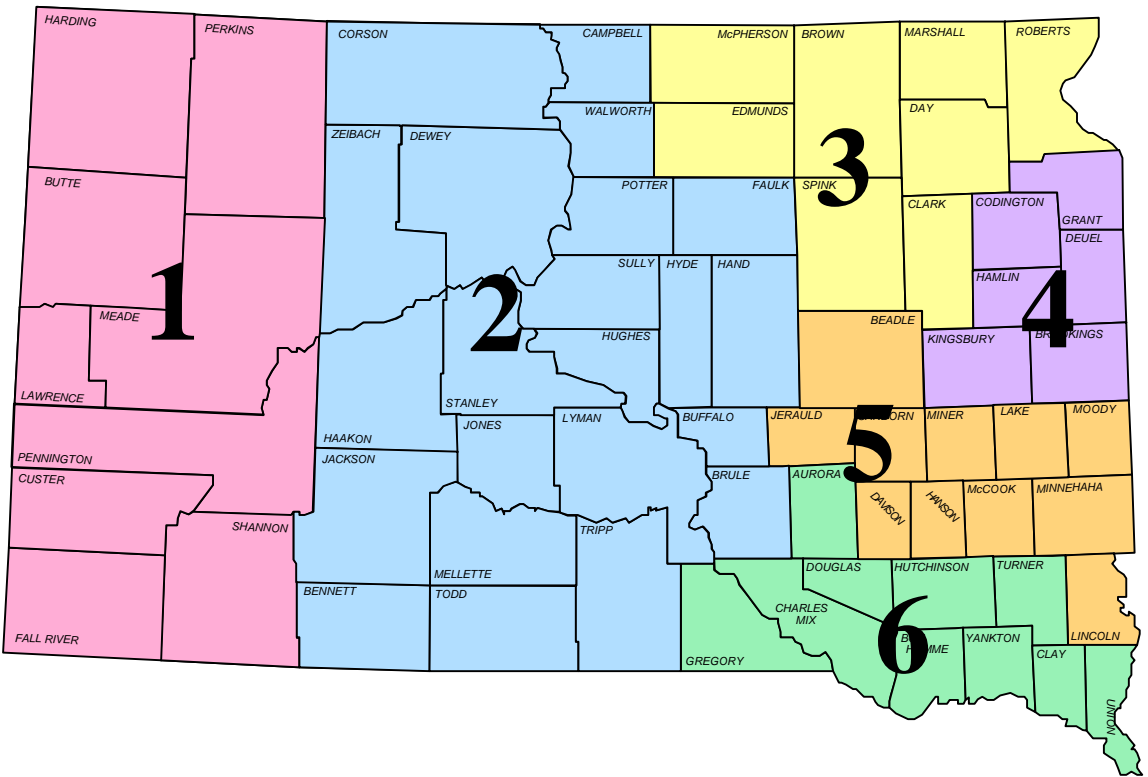 HARDING
PERKINS
CORSON
CAMPBELL
McPHERSON
BROWN
MARSHALL
ROBERTS
WALWORTH
EDMUNDS
DAY
ZEIBACH
DEWEY
3
BUTTE
POTTER
FAULK
SPINK
CLARK
CODINGTON
GRANT
DEUEL
SULLY
HYDE
HAND
HAMLIN
1
2
4
MEADE
BEADLE
HUGHES
KINGSBURY
BROOKINGS
LAWRENCE
STANLEY
JONES
LYMAN
BUFFALO
JERAULD
SANBORN
MINER
LAKE
MOODY
5
HAAKON
PENNINGTON
JACKSON
CUSTER
BRULE
AURORA
DAVISON
HANSON
McCOOK
MINNEHAHA
SHANNON
TRIPP
MELLETTE
DOUGLAS
HUTCHINSON
TURNER
BENNETT
TODD
CHARLES
MIX
6
FALL RIVER
GREGORY
BON
HOMME
YANKTON
LINCOLN
CLAY
UNION